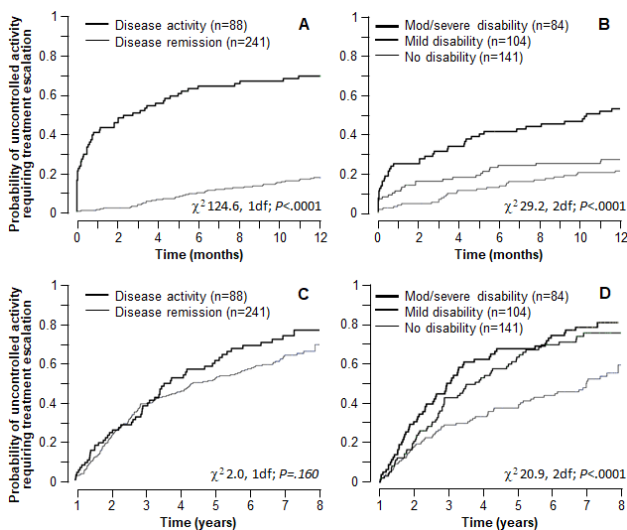 A
Disease activity (n=88)
Disease remission (n=241)
Probability of uncontrolled activity
requiring treatment escalation
1
0.8
0.6
0.4
0.2
0
χ² 124.6, 1df; P<.0001
0 2 4 6 8 10 12
Time (months)
B
Mod/severe disability (n=84)
Mild disability (n=104)
No disability (n=141)
1
0.8
0.6
0.4
0.2
0
χ² 29.2, 2df; P<.0001
0 2 4 6 8 10 12
Time (months)
C
Disease activity (n=88)
Disease remission (n=241)
Probability of uncontrolled activity
requiring treatment escalation
1
0.8
0.6
0.4
0.2
0
χ² 2.0, 1df; P=.160
1 2 3 4 5 6 7 8
Time (years)
D
Mod/severe disability (n=84)
Mild disability (n=104)
No disability (n=141)
1
0.8
0.6
0.4
0.2
0
χ² 20.9, 2df; P<.0001
1 2 3 4 5 6 7 8
Time (years)